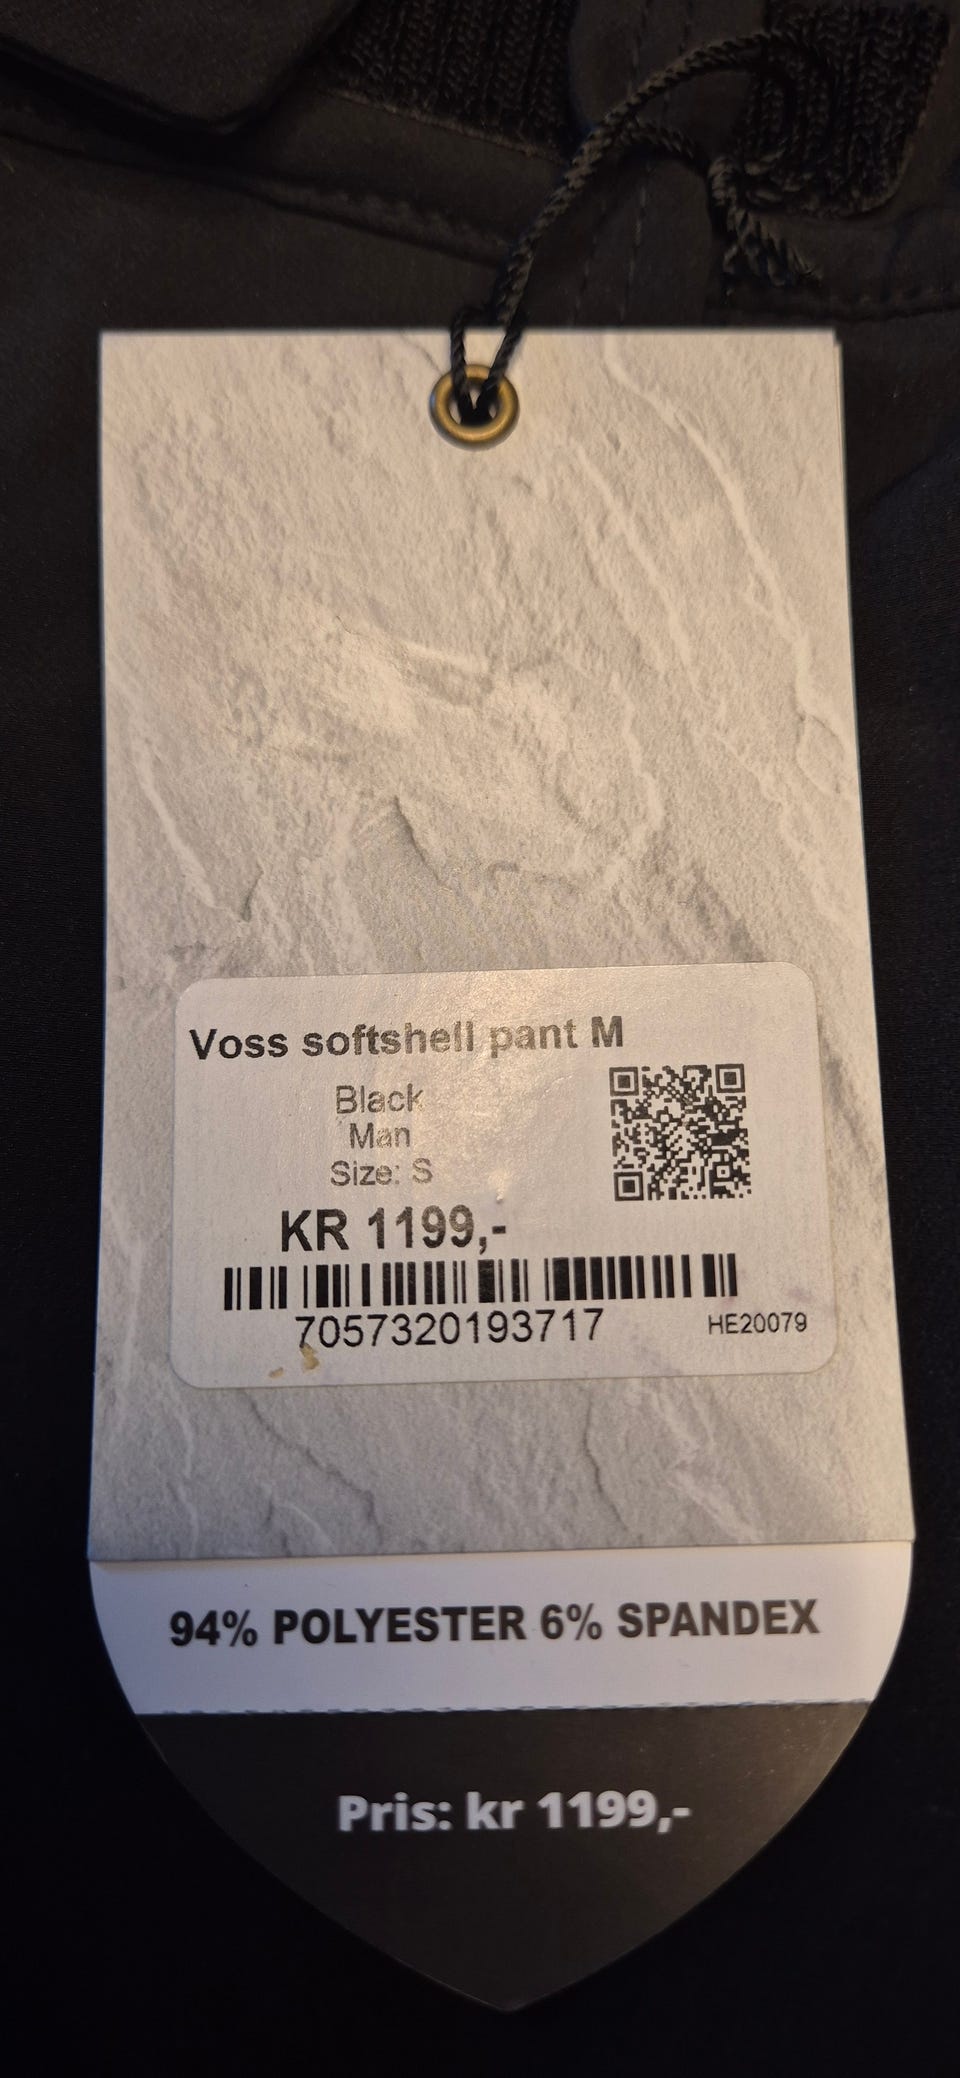 Voss softshell pant M
Black
Man
Size: S
KR 1199,-
7057320193717
HE20079
94% POLYESTER 6% SPANDEX
Pris: kr 1199,-